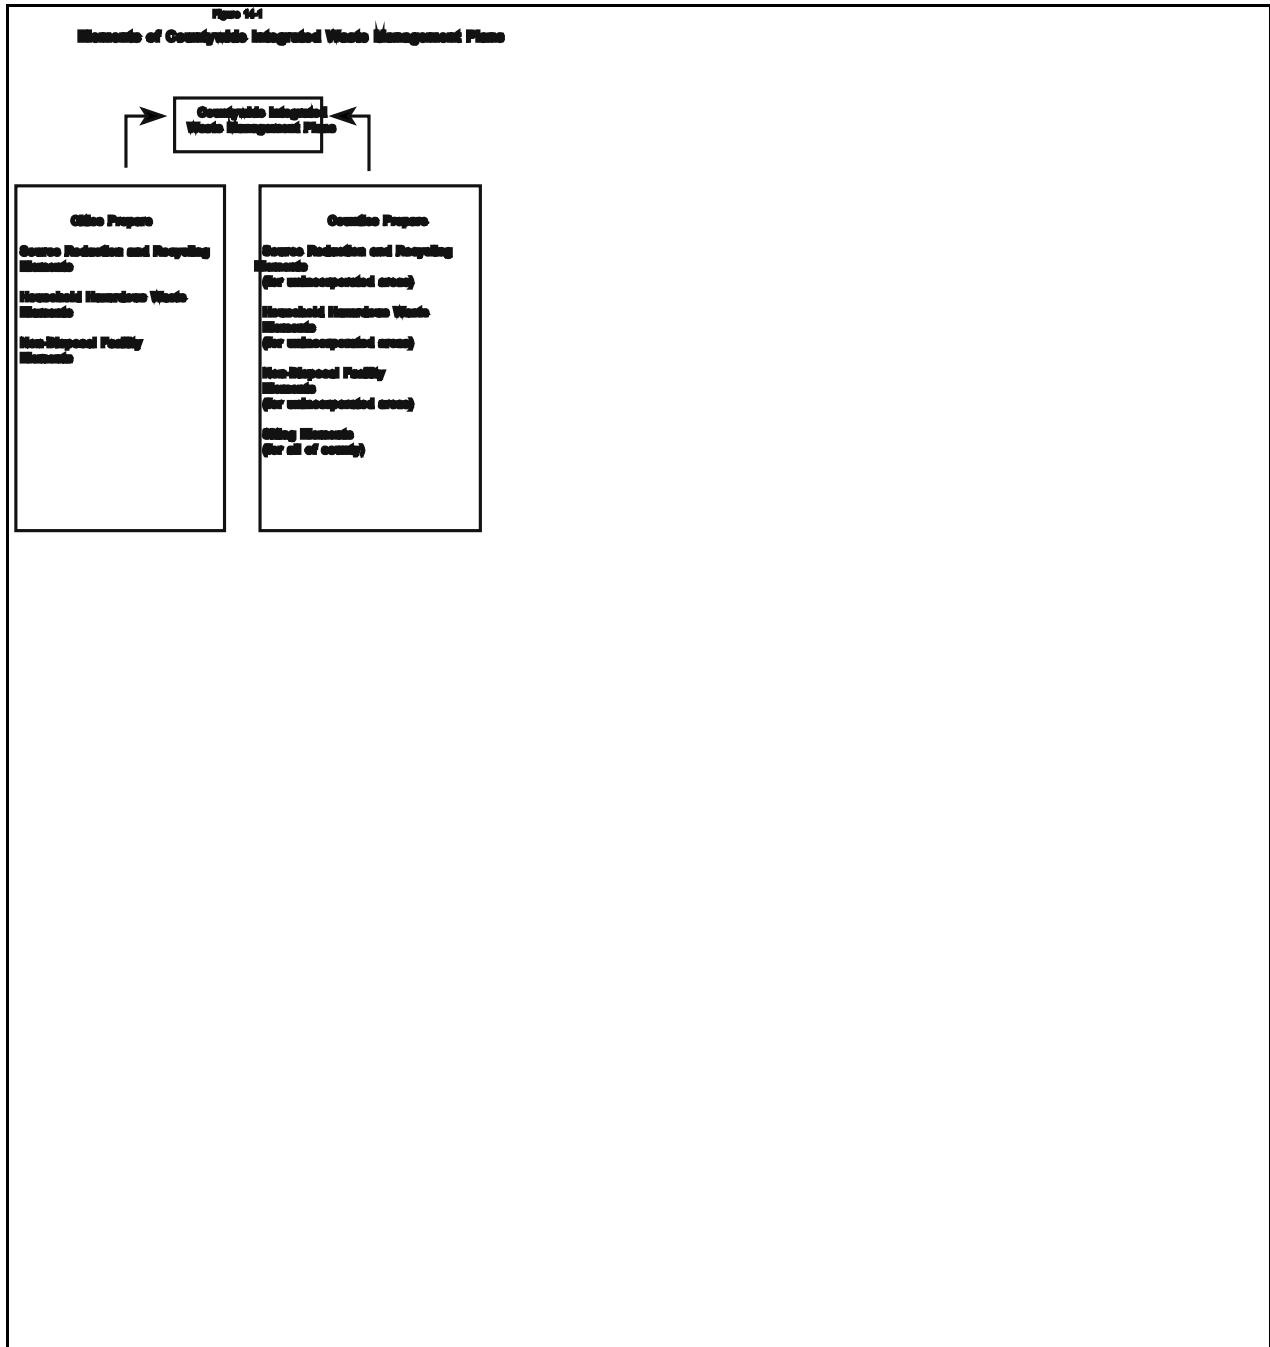 Figure 14-1
Elements of Countywide Integrated Waste Management Plans
Countywide Integrated
Waste Management Plans
Cities Prepare
Source Reduction and Recycling
Elements
Household Hazardous Waste
Elements
Non-Disposal Facility
Elements
Counties Prepare
Source Reduction and Recycling
Elements
(for unincorporated areas)
Household Hazardous Waste
Elements
(for unincorporated areas)
Non-Disposal Facility
Elements
(for unincorporated areas)
Siting Elements
(for all of county)